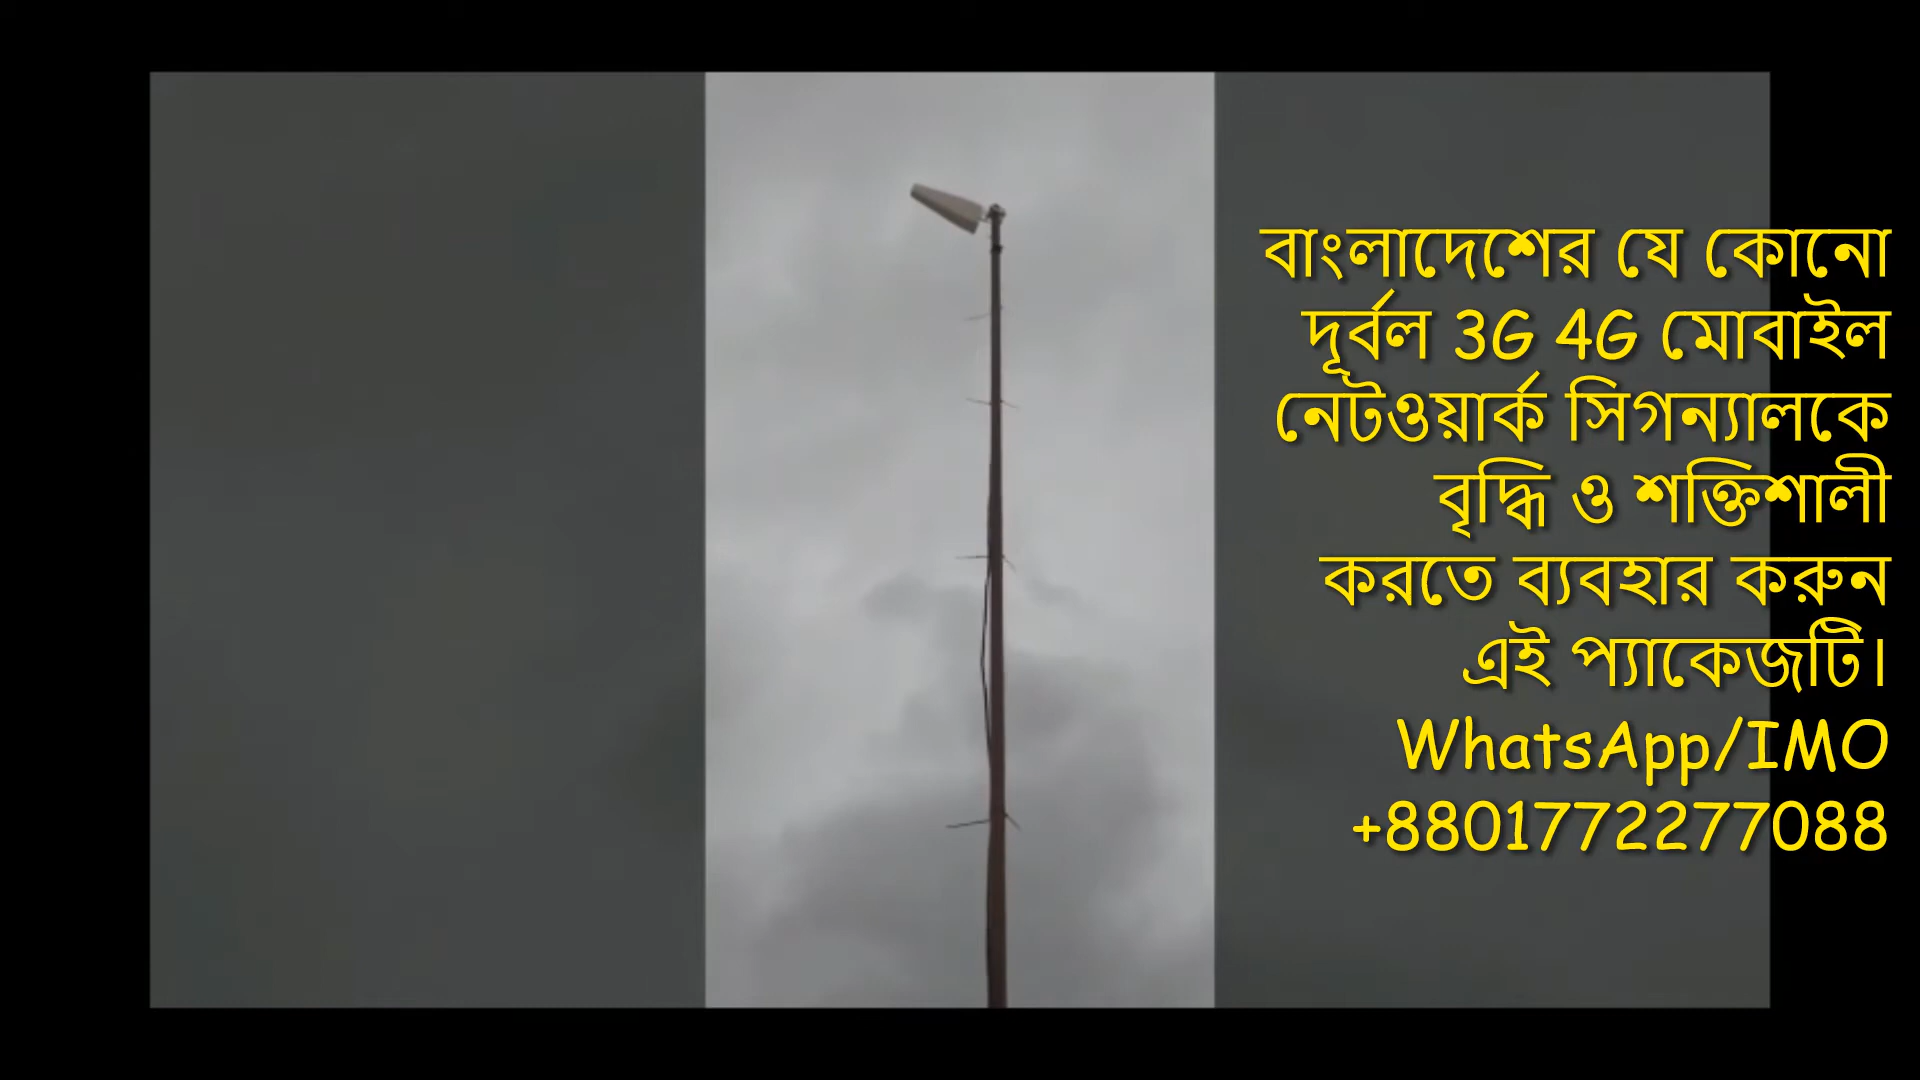 বাংলাদেশের যে কোনো
দূর্বল 3G 4G মোবাইল
নেটওয়ার্ক সিগন্যালকে
বৃদ্ধি ও শক্তিশালী
করতে ব্যবহার করুন
এই প্যাকেজটি।
WhatsApp/IMO
+8801772277088